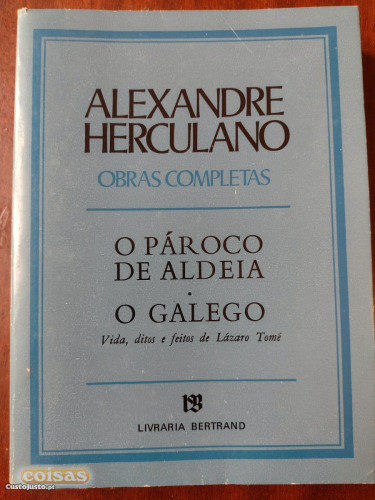 ALEXANDRE
HERCULANO
OBRAS COMPLETAS
O PÁROCO
DE ALDEIA
.
O GALEGO
Vida, ditos e feitos de Lázaro Tomé
LIVRARIA BERTRAND
coisas
CustoJusto.pt